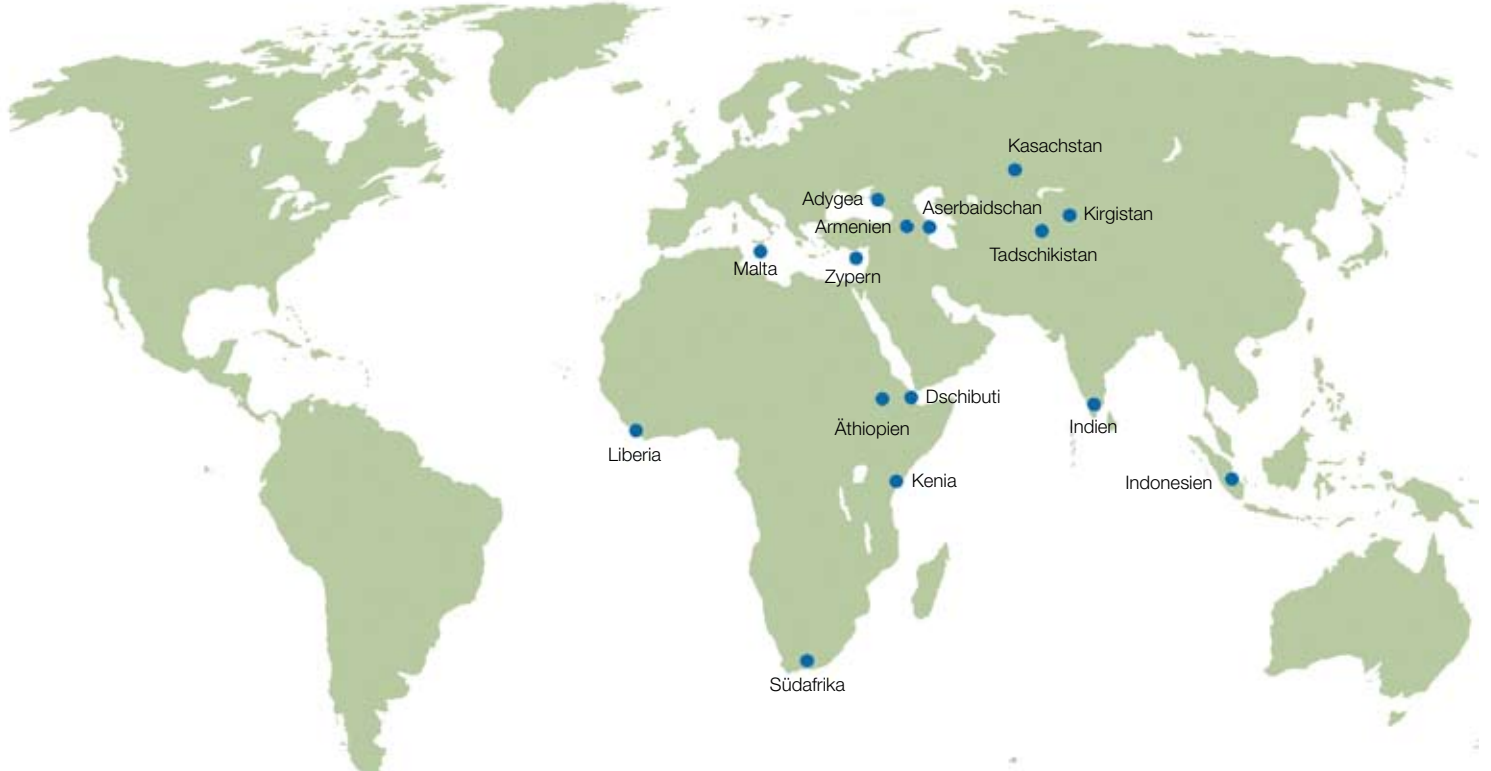 Kasachstan
Adygea
Aserbaidschan
Kirgistan
Armenien
Tadschikistan
Malta
Zypern
Dschibuti
Äthiopien
Indien
Liberia
Kenia
Indonesien
Südafrika